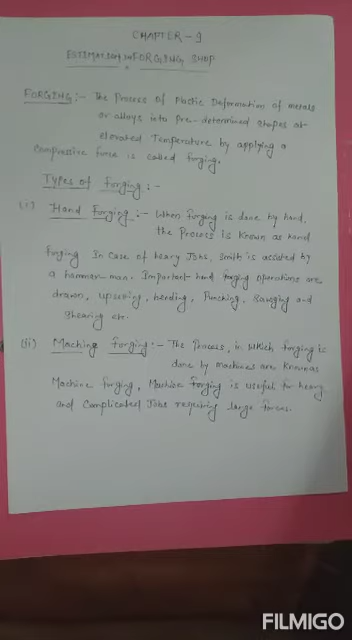 CHAPTER - 9
ESTIMATION IN FORGING SHOP
FORGING :- The Process of Plastic Deformation of metals
or alloys into Pre-determined shapes at
elevated Temperature by applying a
Compressive force is called forging.
Types of forging :-
(i) Hand Forging :- When forging is done by hand,
the Process is known as hand
forging. In case of heavy Jobs, Smith is assisted by
a hammer-man. Important hand forging operations are
drawn, upsetting, bending, Punching, Swaging and
Shearing etc.
(ii) Machine Forging :- The Process, in which forging is
done by machines are known as
Machine forging, Machine forging is useful for heavy
and Complicated Jobs requiring large forces.
FILMIGO